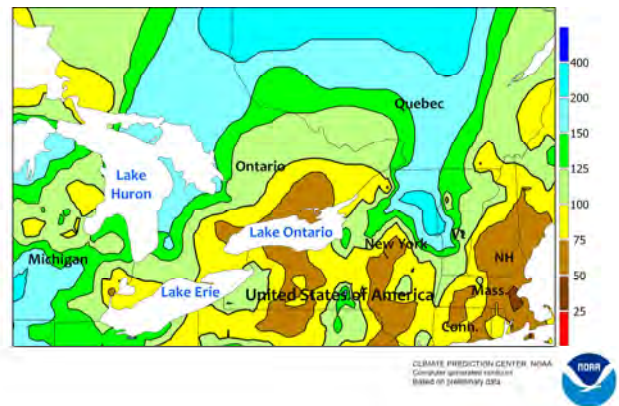 400
200
150
125
100
75
50
25
Quebec
Ontario
Lake
Huron
Lake Ontario
New York
Vt
NH
Michigan
Lake Erie
United States of America
Mass.
Conn.
CLIMATE PREDICTION CENTER, NOAA
Computer generated contours
Based on preliminary data
NOAA